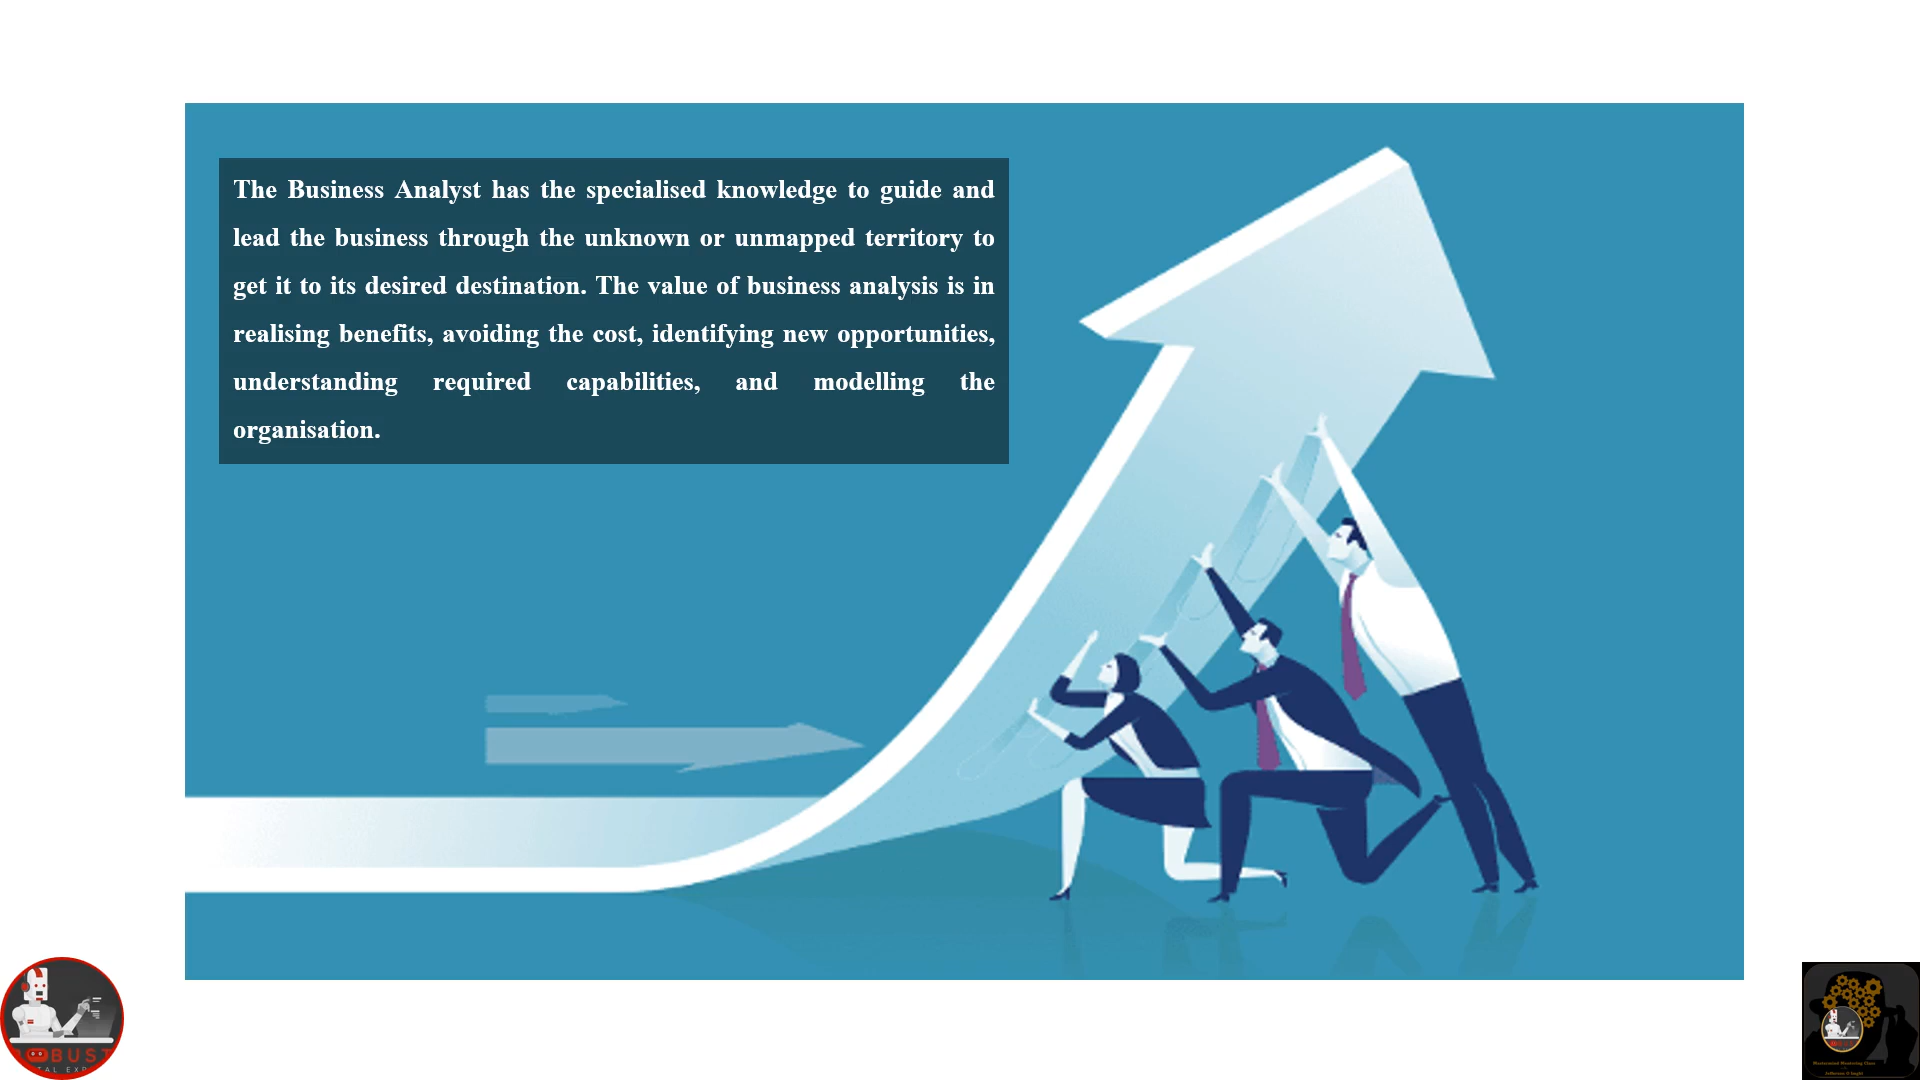 The Business Analyst has the specialised knowledge to guide and
lead the business through the unknown or unmapped territory to
get it to its desired destination. The value of business analysis is in
realising benefits, avoiding the cost, identifying new opportunities,
understanding required capabilities, and modelling the
organisation.